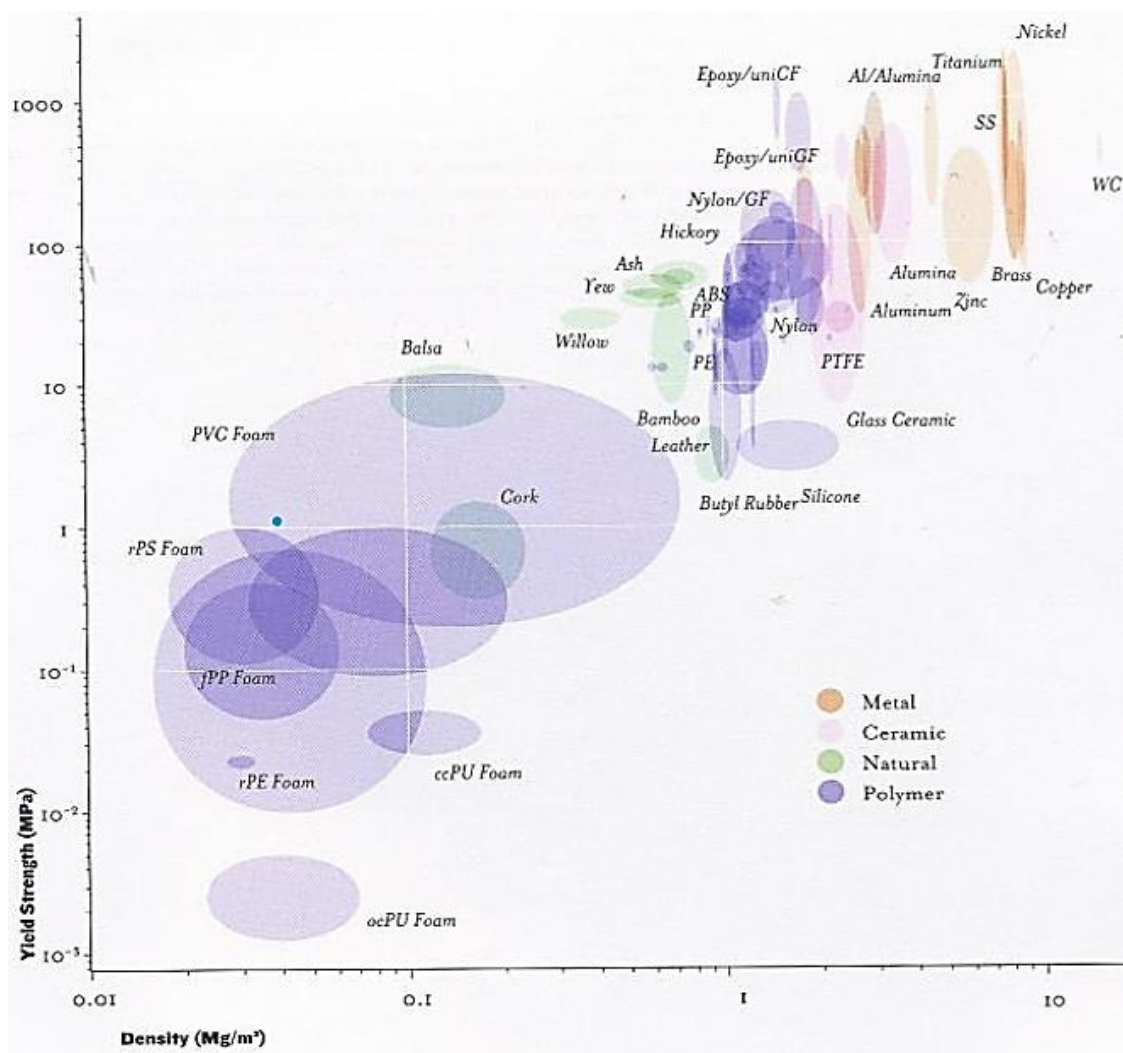 Nickel
Titanium
Epoxy/uniCF
Al/Alumina
1000
SS
Epoxy/uniGF
WC
Nylon/GF
Hickory
100
Ash
Alumina
Brass
Yew
Copper
ABS
Zinc
PP
Aluminum
Nylon
Willow
Balsa
PE
PTFE
10
Bamboo
Glass Ceramic
PVC Foam
Leather
Cork
Butyl Rubber
Silicone
1
rPS Foam
10⁻¹
fPP Foam
Metal
Ceramic
Natural
Polymer
ccPU Foam
rPE Foam
10⁻²
Yield Strength (MPa)
ocPU Foam
10⁻³
0.01
0.1
1
10
Density (Mg/m³)